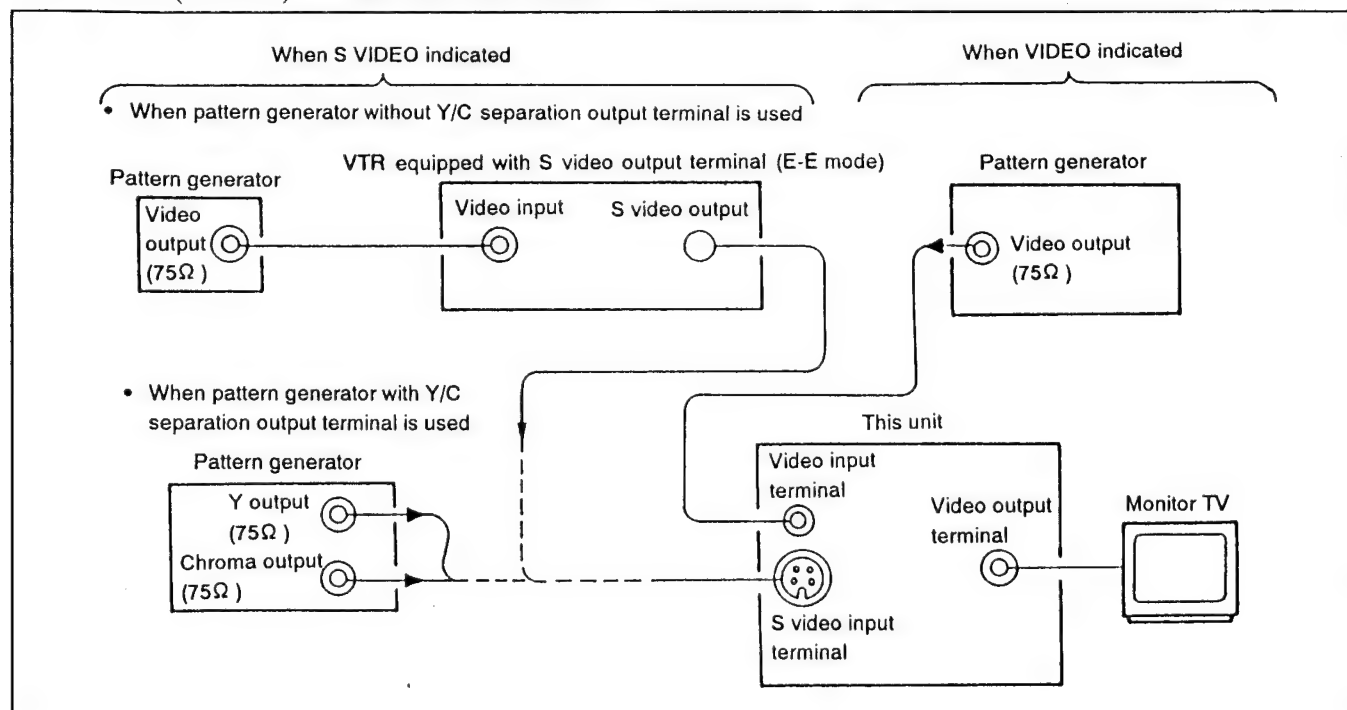 When S VIDEO indicated
When VIDEO indicated
• When pattern generator without Y/C separation output terminal is used
VTR equipped with S video output terminal (E-E mode)
Pattern generator
Pattern generator
Video
output
(75Ω)
Video input
S video output
Video output
(75Ω)
• When pattern generator with Y/C
separation output terminal is used
This unit
Pattern generator
Y output
(75Ω)
Chroma output
(75Ω)
Video input
terminal
Video output
terminal
Monitor TV
S video input
terminal